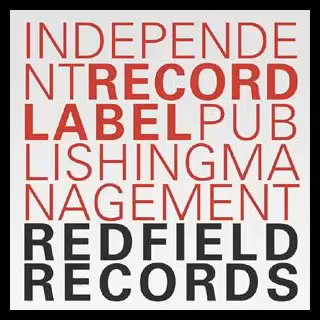 INDEPENDE
NTRECORD
LABELPUB
LISHINGMA
NAGEMENT
REDFIELD
RECORDS